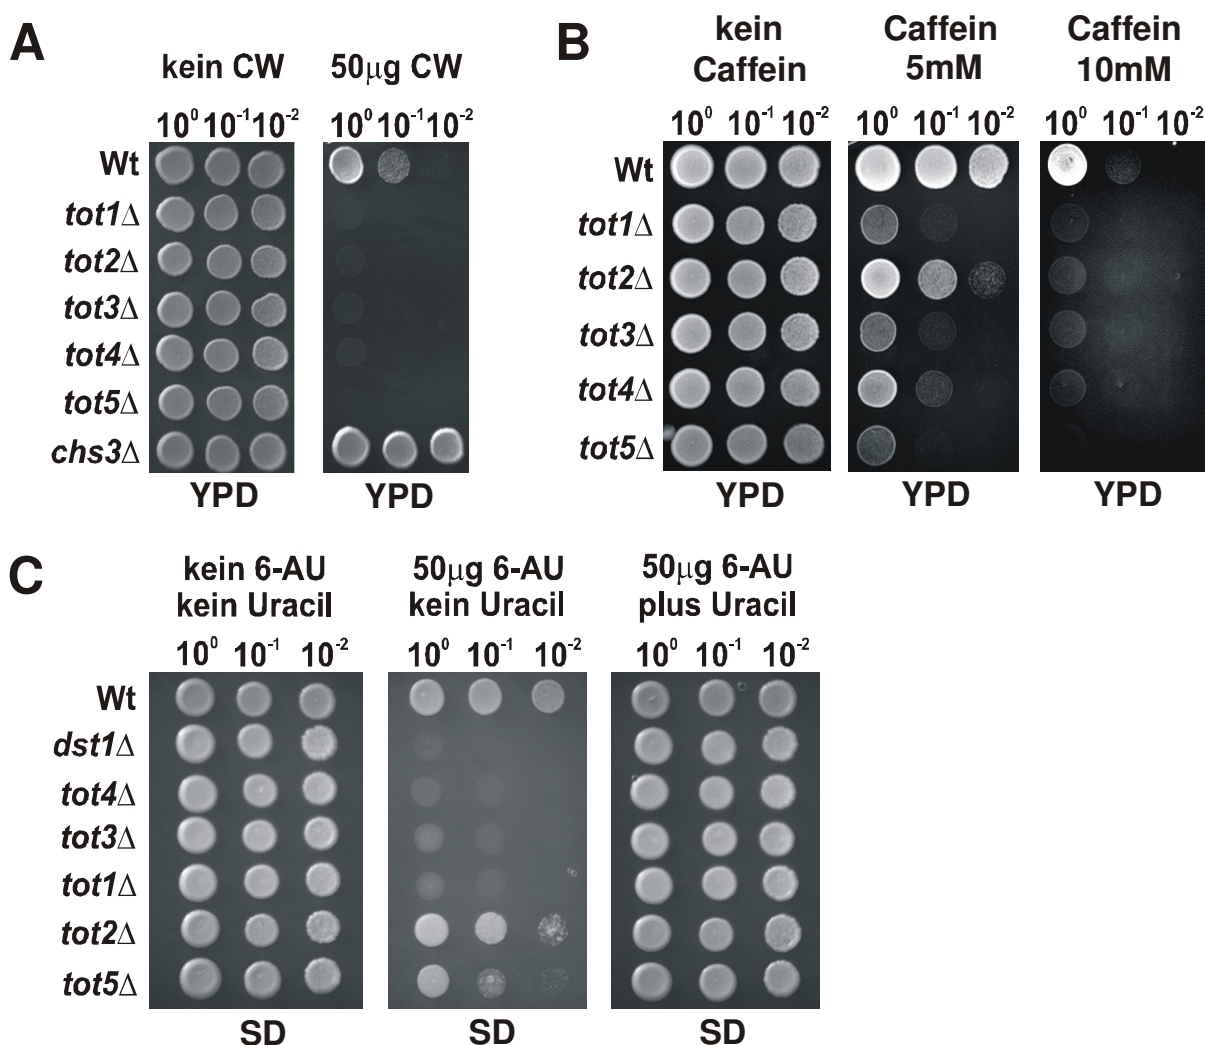 A
kein CW
50µg CW
10⁰ 10⁻¹ 10⁻²
10⁰ 10⁻¹ 10⁻²
Wt
tot1Δ
tot2Δ
tot3Δ
tot4Δ
tot5Δ
chs3Δ
YPD
YPD
B
kein
Caffein
Caffein
5mM
Caffein
10mM
10⁰ 10⁻¹ 10⁻²
10⁰ 10⁻¹ 10⁻²
10⁰ 10⁻¹ 10⁻²
Wt
tot1Δ
tot2Δ
tot3Δ
tot4Δ
tot5Δ
YPD
YPD
YPD
C
kein 6-AU
kein Uracil
50µg 6-AU
kein Uracil
50µg 6-AU
plus Uracil
10⁰ 10⁻¹ 10⁻²
10⁰ 10⁻¹ 10⁻²
10⁰ 10⁻¹ 10⁻²
Wt
dst1Δ
tot4Δ
tot3Δ
tot1Δ
tot2Δ
tot5Δ
SD
SD
SD